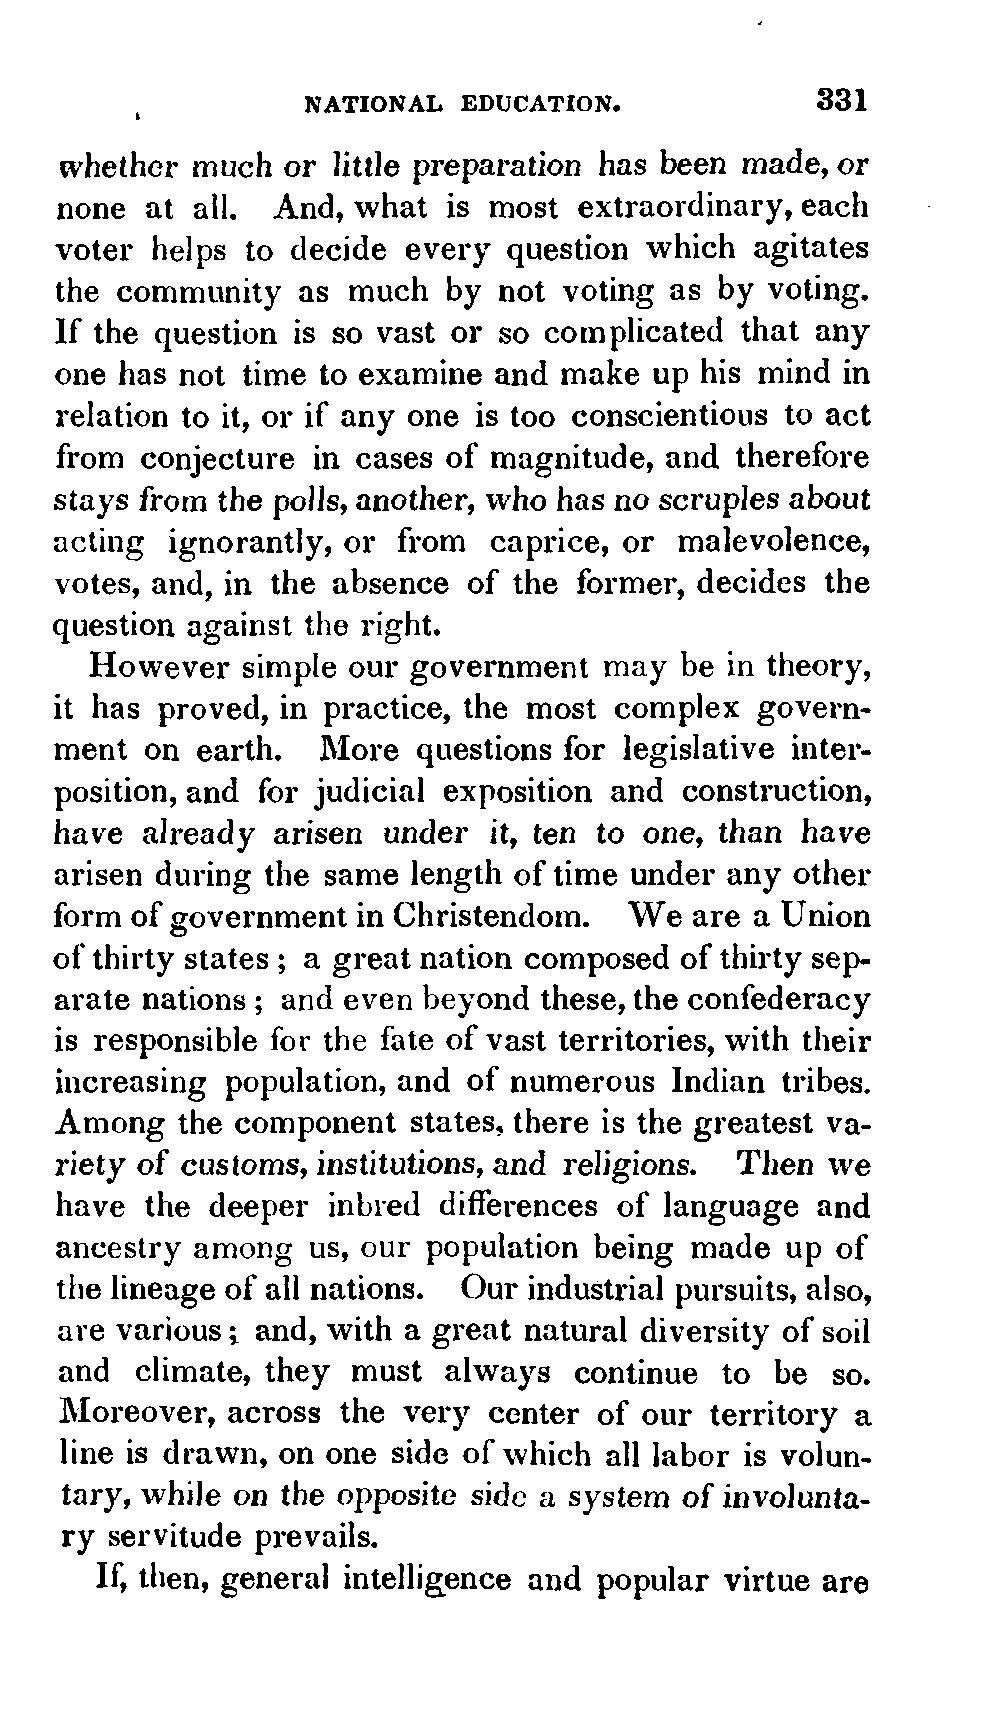 NATIONAL EDUCATION. 331
whether much or little preparation has been made, or
none at all. And, what is most extraordinary, each
voter helps to decide every question which agitates
the community as much by not voting as by voting.
If the question is so vast or so complicated that any
one has not time to examine and make up his mind in
relation to it, or if any one is too conscientious to act
from conjecture in cases of magnitude, and therefore
stays from the polls, another, who has no scruples about
acting ignorantly, or from caprice, or malevolence,
votes, and, in the absence of the former, decides the
question against the right.
However simple our government may be in theory,
it has proved, in practice, the most complex govern-
ment on earth. More questions for legislative inter-
position, and for judicial exposition and construction,
have already arisen under it, ten to one, than have
arisen during the same length of time under any other
form of government in Christendom. We are a Union
of thirty states; a great nation composed of thirty sep-
arate nations; and even beyond these, the confederacy
is responsible for the fate of vast territories, with their
increasing population, and of numerous Indian tribes.
Among the component states, there is the greatest va-
riety of customs, institutions, and religions. Then we
have the deeper inbred differences of language and
ancestry among us, our population being made up of
the lineage of all nations. Our industrial pursuits, also,
are various; and, with a great natural diversity of soil
and climate, they must always continue to be so.
Moreover, across the very center of our territory a
line is drawn, on one side of which all labor is volun-
tary, while on the opposite side a system of involunta-
ry servitude prevails.
If, then, general intelligence and popular virtue are